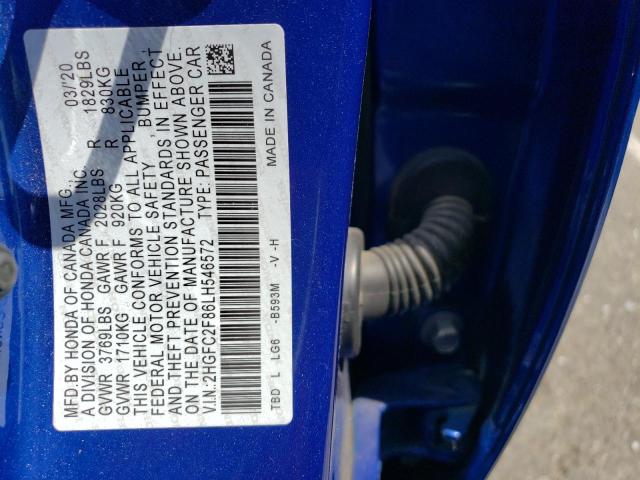 MFD.BY HONDA OF CANADA MFG., 03/'20
A DIVISION OF HONDA CANADA INC.
GVWR 3769LBS GAWR F 2028LBS R 1829LBS
GVWR 1710KG GAWR F 920KG R 830KG
THIS VEHICLE CONFORMS TO ALL APPLICABLE
FEDERAL MOTOR VEHICLE SAFETY, BUMPER,
AND THEFT PREVENTION STANDARDS IN EFFECT
ON THE DATE OF MANUFACTURE SHOWN ABOVE.
V.I.N.:2HGFC2F86LH546572 TYPE: PASSENGER CAR
TBD L LG6 -B593M -V -H MADE IN CANADA